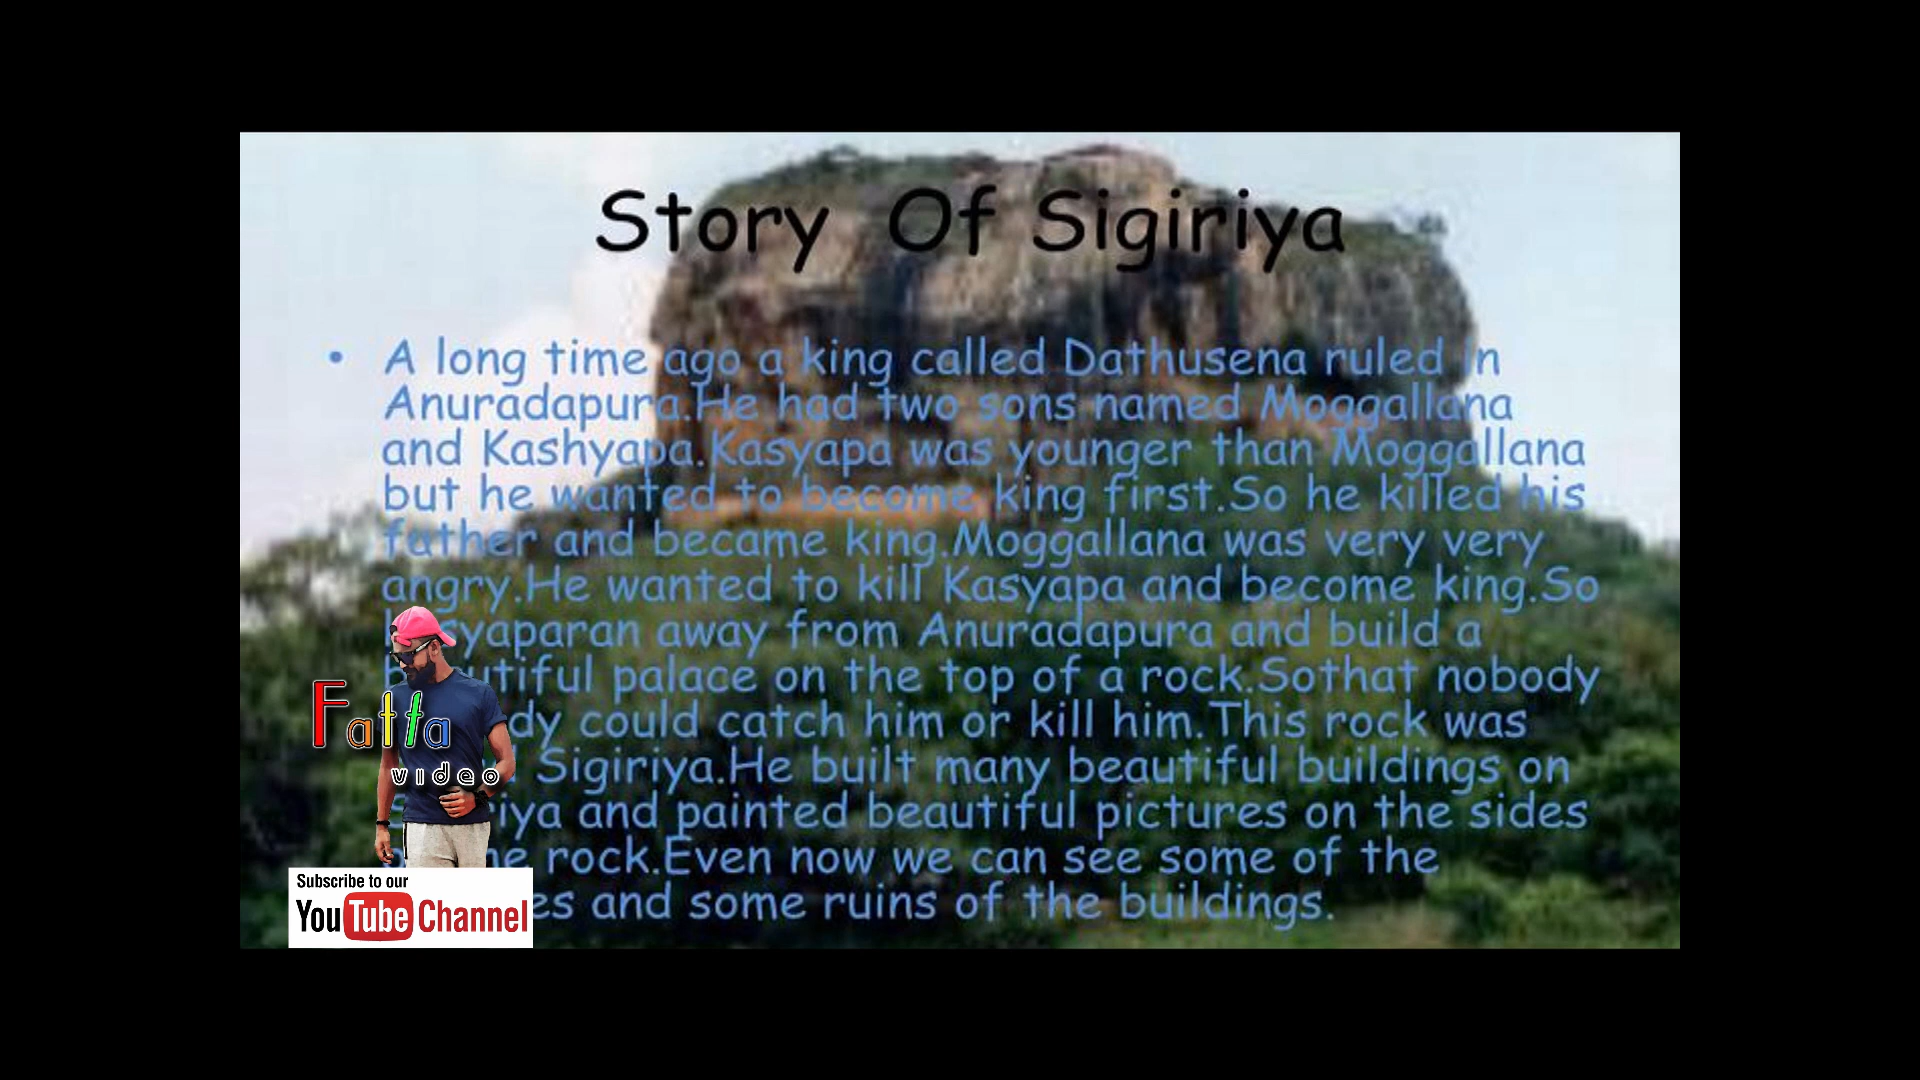 Story Of Sigiriya
• A long time ago a king called Dathusena ruled in
Anuradapura.He had two sons named Moggallana
and Kashyapa.Kasyapa was younger than Moggallana
but he wanted to become king first.So he killed his
father and became king.Moggallana was very very
angry.He wanted to kill Kasyapa and become king.So
away from Anuradapura and build a
palace on the top of a rock.Sothat nobody
could catch him or kill him.This rock was
Sigiriya.He built many beautiful buildings on
and painted beautiful pictures on the sides
rock.Even now we can see some of the
and some ruins of the buildings.
Fatta
video
Subscribe to our
YouTube Channel